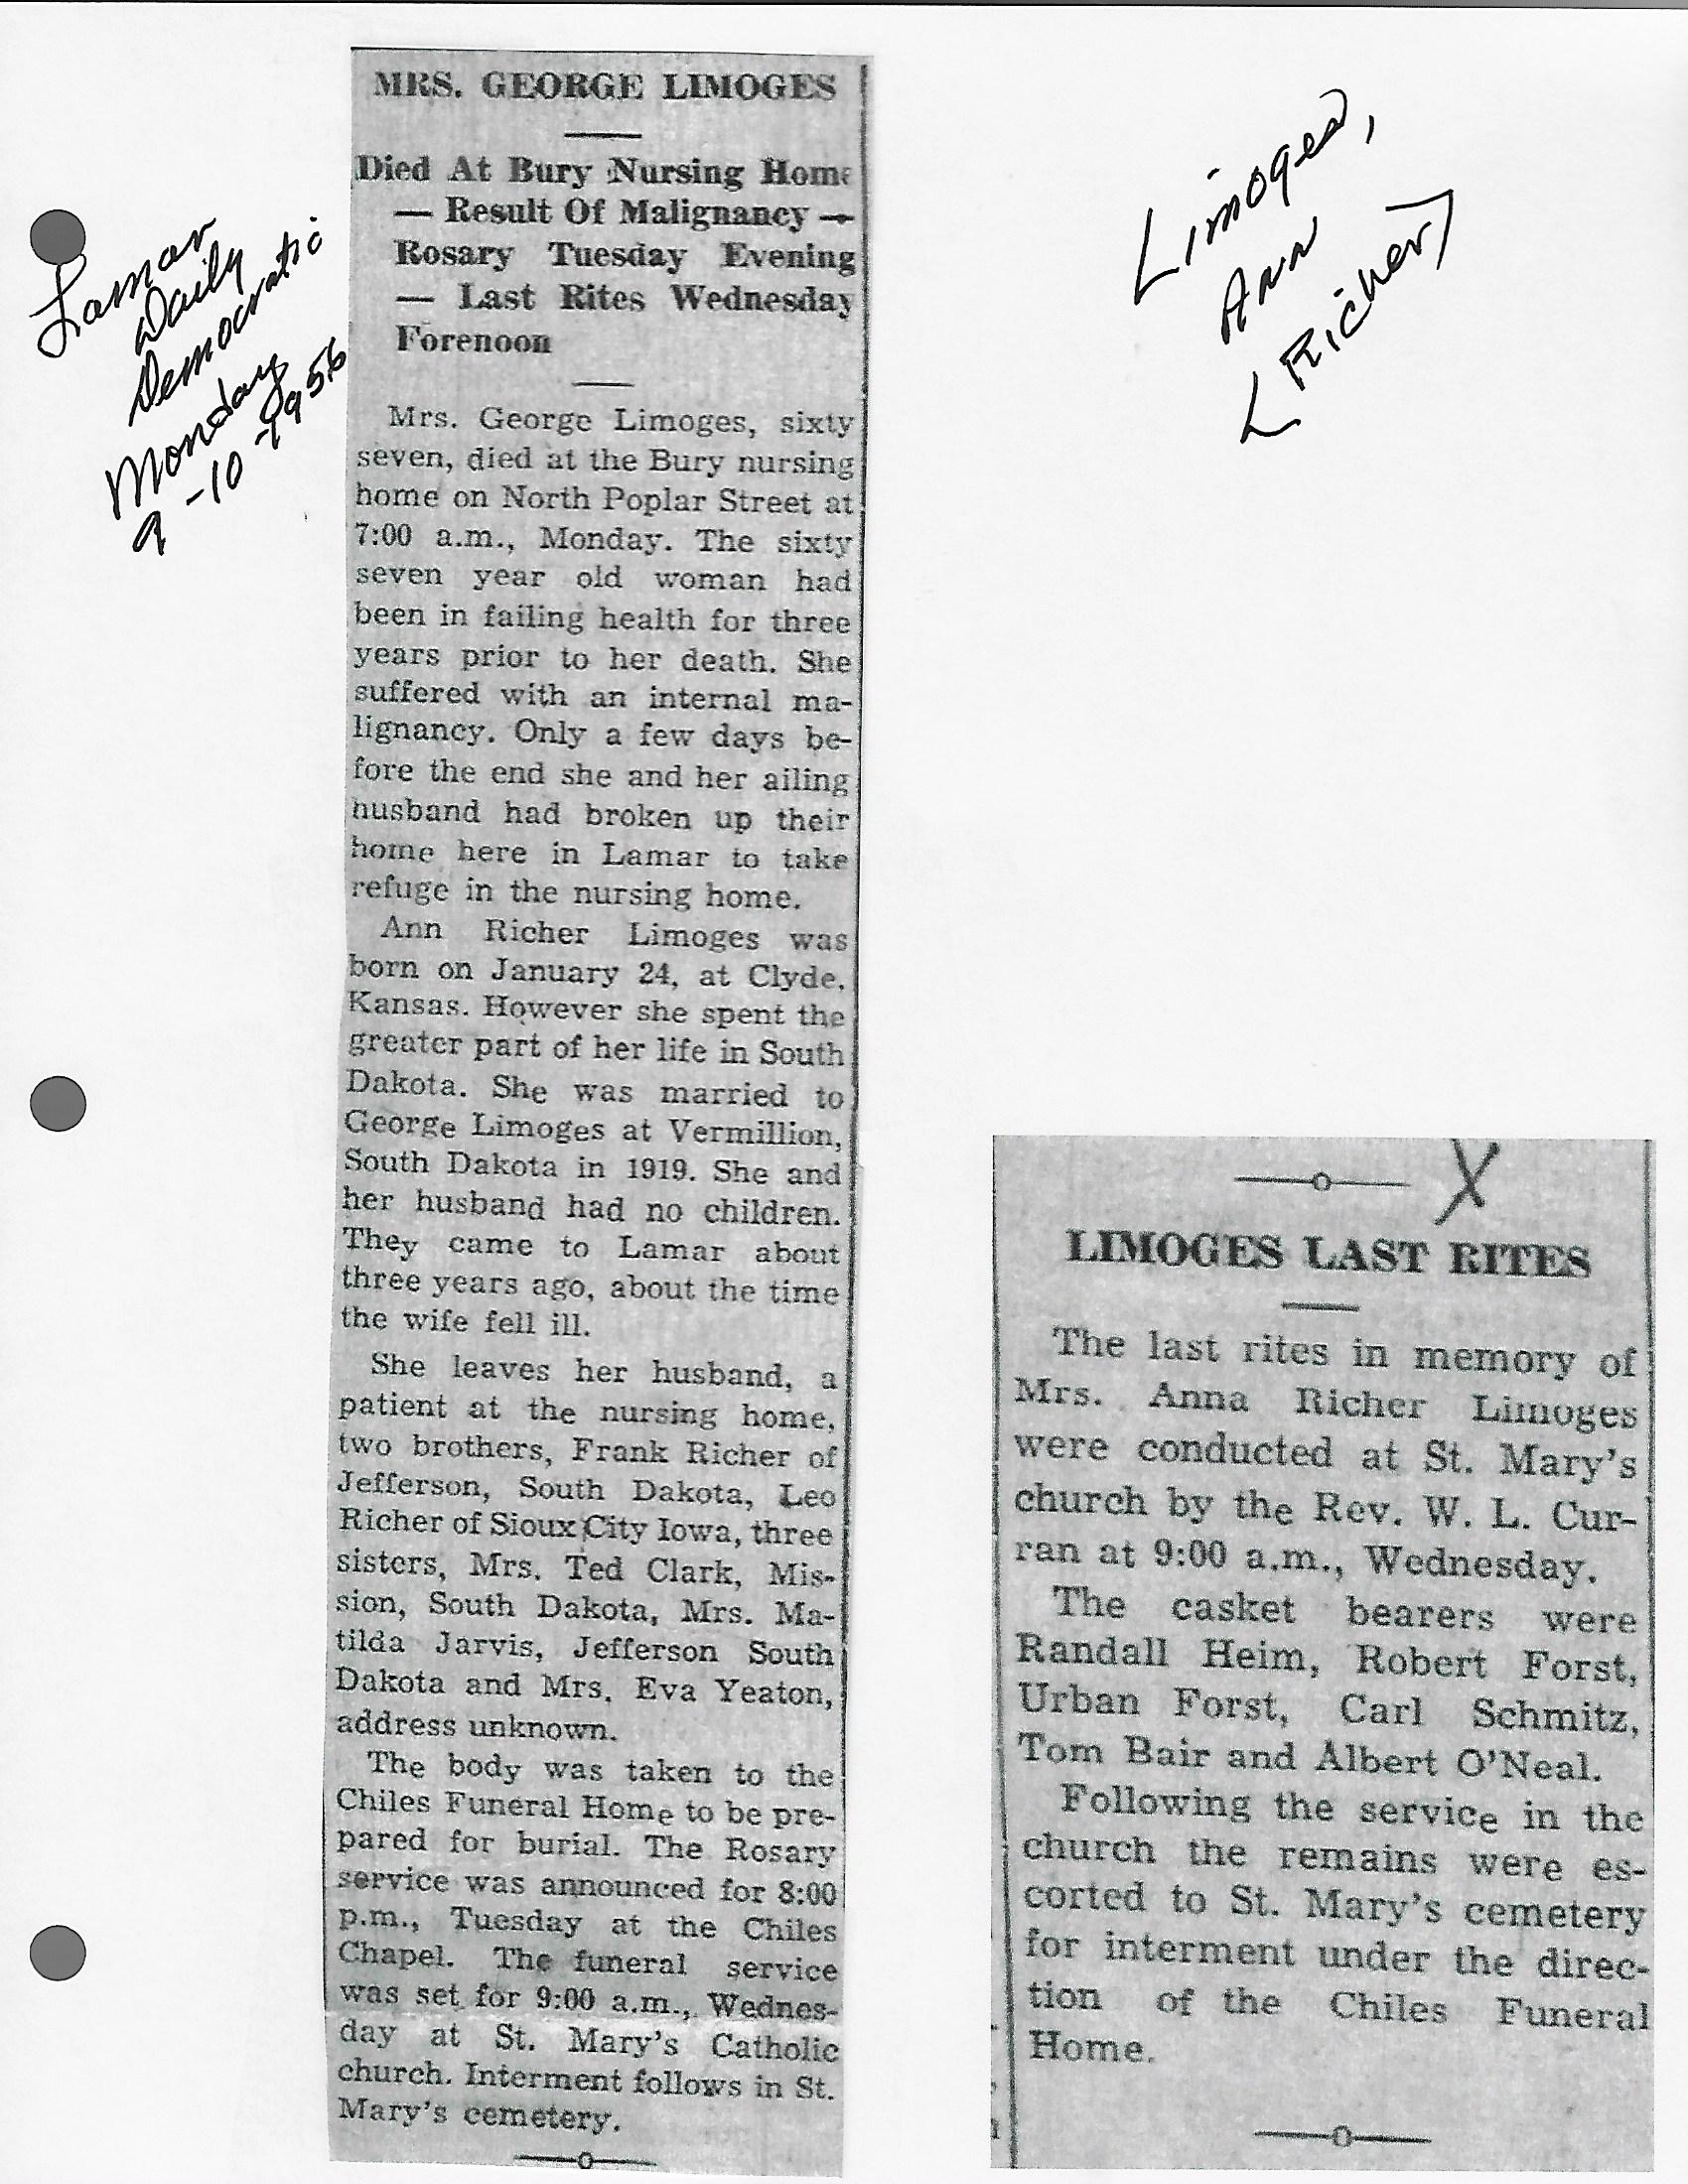 Lamar
Daily
Democratic
Monday
9-10-1956
MRS. GEORGE LIMOGES
Died At Bury Nursing Home
— Result Of Malignancy —
Rosary Tuesday Evening
— Last Rites Wednesday
Forenoon
Mrs. George Limoges, sixty
seven, died at the Bury nursing
home on North Poplar Street at
7:00 a.m., Monday. The sixty
seven year old woman had
been in failing health for three
years prior to her death. She
suffered with an internal ma-
lignancy. Only a few days be-
fore the end she and her ailing
husband had broken up their
home here in Lamar to take
refuge in the nursing home.
Ann Richer Limoges was
born on January 24, at Clyde,
Kansas. However she spent the
greater part of her life in South
Dakota. She was married to
George Limoges at Vermillion,
South Dakota in 1919. She and
her husband had no children.
They came to Lamar about
three years ago, about the time
the wife fell ill.
She leaves her husband, a
patient at the nursing home,
two brothers, Frank Richer of
Jefferson, South Dakota, Leo
Richer of Sioux City Iowa, three
sisters, Mrs. Ted Clark, Mis-
sion, South Dakota, Mrs. Ma-
tilda Jarvis, Jefferson South
Dakota and Mrs. Eva Yeaton,
address unknown.
The body was taken to the
Chiles Funeral Home to be pre-
pared for burial. The Rosary
service was announced for 8:00
p.m., Tuesday at the Chiles
Chapel. The funeral service
was set for 9:00 a.m., Wednes-
day at St. Mary's Catholic
church. Interment follows in St.
Mary's cemetery.
Limoges,
Ann
(Richer)
X
LIMOGES LAST RITES
The last rites in memory of
Mrs. Anna Richer Limoges
were conducted at St. Mary's
church by the Rev. W. L. Cur-
ran at 9:00 a.m., Wednesday.
The casket bearers were
Randall Heim, Robert Forst,
Urban Forst, Carl Schmitz,
Tom Bair and Albert O'Neal.
Following the service in the
church the remains were es-
corted to St. Mary's cemetery
for interment under the direc-
tion of the Chiles Funeral
Home.